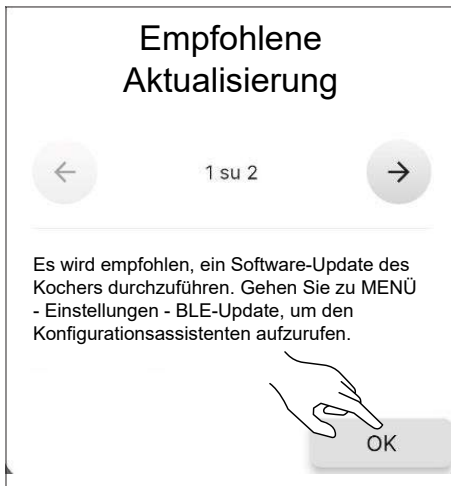 Empfohlene
Aktualisierung
← 1 su 2 →
Es wird empfohlen, ein Software-Update des
Kochers durchzuführen. Gehen Sie zu MENÜ
- Einstellungen - BLE-Update, um den
Konfigurationsassistenten aufzurufen.
OK